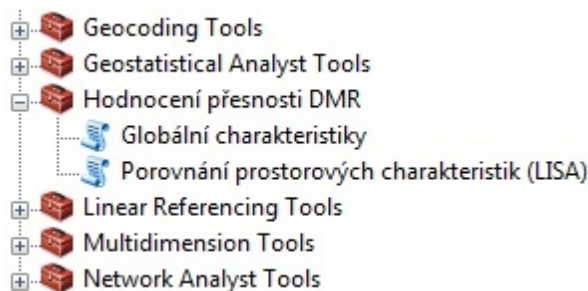 Geocoding Tools
Geostatistical Analyst Tools
Hodnocení přesnosti DMR
Globální charakteristiky
Porovnání prostorových charakteristik (LISA)
Linear Referencing Tools
Multidimension Tools
Network Analyst Tools